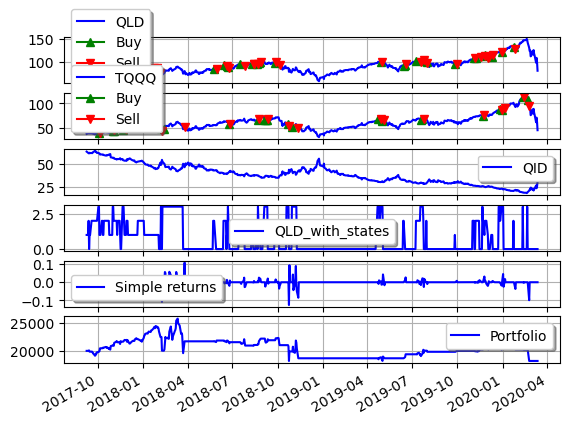 QLD
Buy
Sell
150
100
TQQQ
Buy
Sell
100
50
QID
50
25
QLD_with_states
2.5
0.0
Simple returns
0.1
0.0
−0.1
Portfolio
25000
20000
2017-10
2018-01
2018-04
2018-07
2018-10
2019-01
2019-04
2019-07
2019-10
2020-01
2020-04